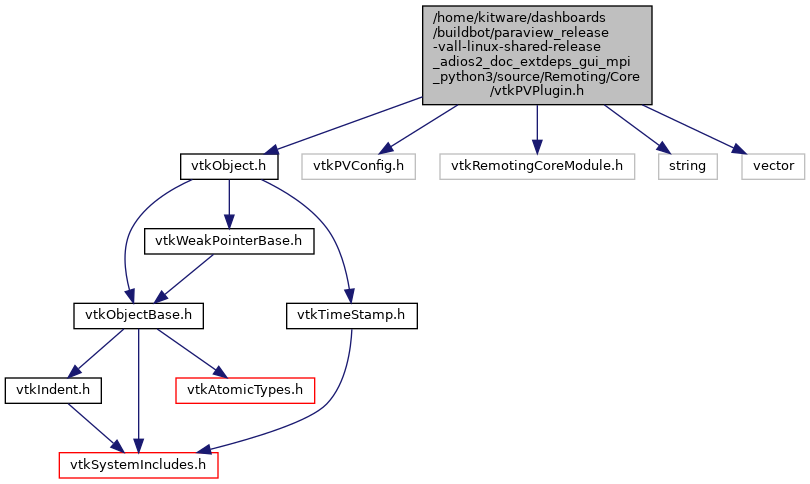 /home/kitware/dashboards
/buildbot/paraview_release
-vall-linux-shared-release
_adios2_doc_extdeps_gui_mpi
_python3/source/Remoting/Core
/vtkPVPlugin.h
vtkObject.h
vtkPVConfig.h
vtkRemotingCoreModule.h
string
vector
vtkWeakPointerBase.h
vtkObjectBase.h
vtkTimeStamp.h
vtkIndent.h
vtkAtomicTypes.h
vtkSystemIncludes.h